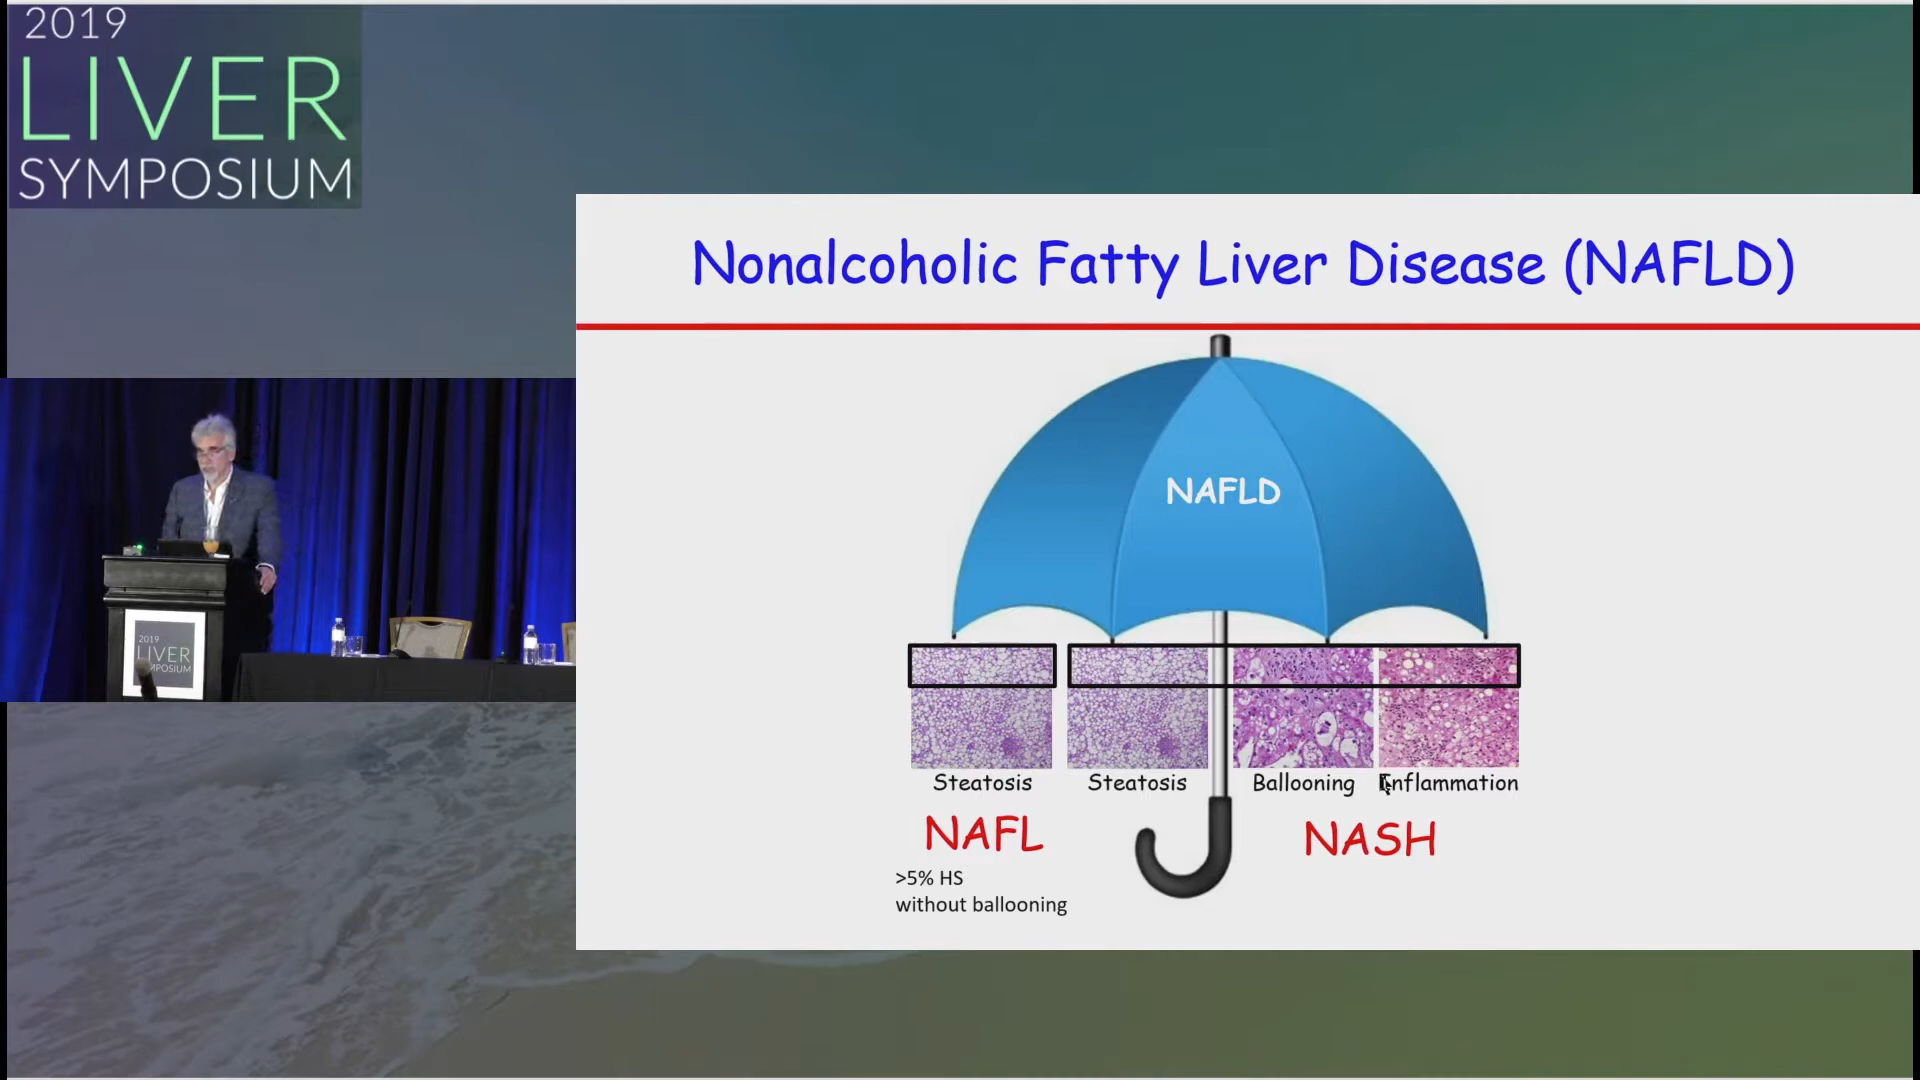 2019
LIVER
SYMPOSIUM
Nonalcoholic Fatty Liver Disease (NAFLD)
NAFLD
Steatosis
Steatosis
Ballooning
Inflammation
NAFL
NASH
>5% HS
without ballooning
2019
LIVER